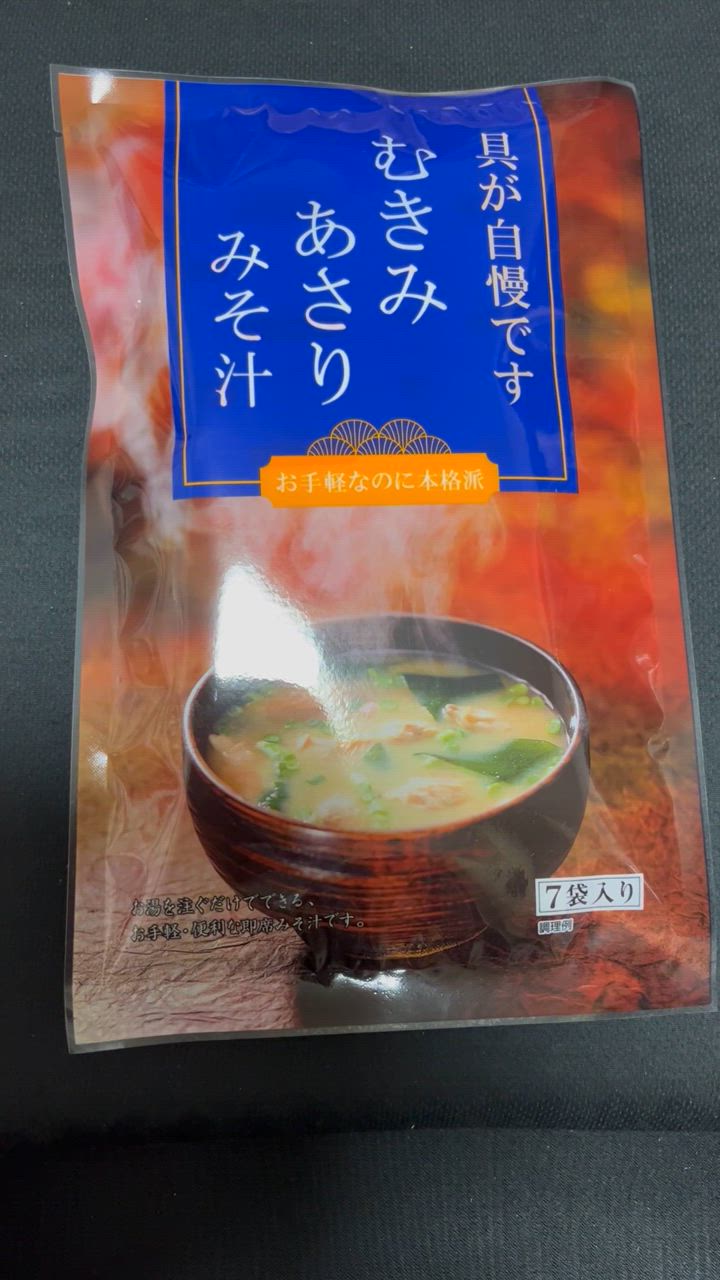 具が自慢です
むきみ
あさり
みそ汁
お手軽なのに本格派
お湯を注ぐだけでできる、
お手軽・便利な即席みそ汁です。
7袋入り
調理例